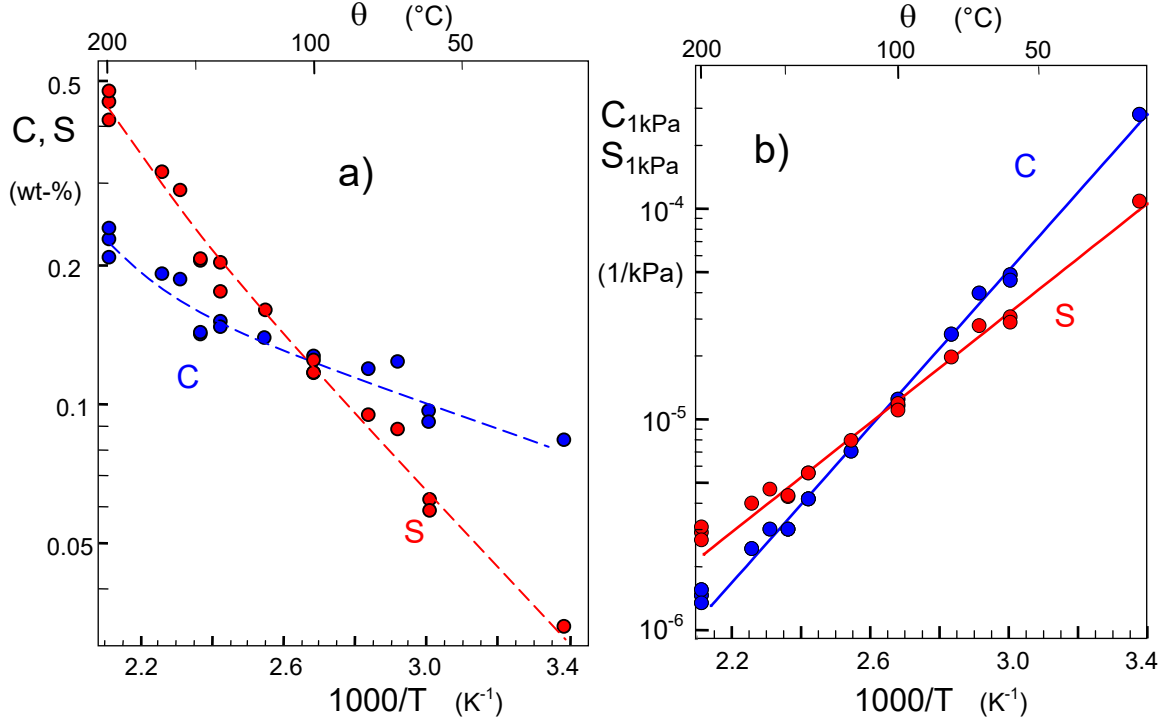 θ (°C)
200 100 50
0.5
0.2
0.1
0.05
C, S
(wt-%)
a)
C
S
2.2 2.6 3.0 3.4
1000/T (K⁻¹)
θ (°C)
200 100 50
C1kPa
S1kPa
(1/kPa)
10⁻⁴
10⁻⁵
10⁻⁶
b)
C
S
2.2 2.6 3.0 3.4
1000/T (K⁻¹)